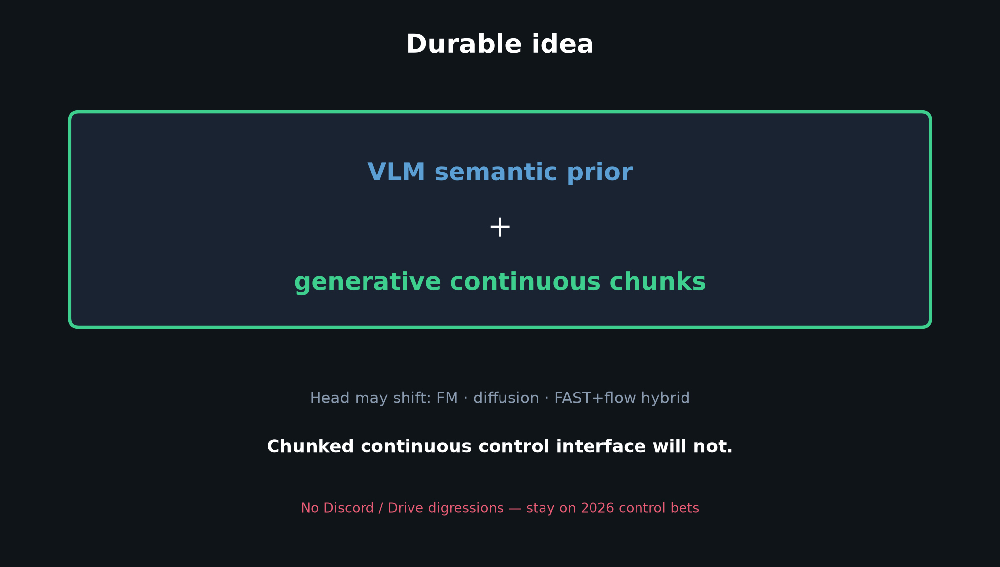 Durable idea
VLM semantic prior
+
generative continuous chunks
Head may shift: FM · diffusion · FAST+flow hybrid
Chunked continuous control interface will not.
No Discord / Drive digressions — stay on 2026 control bets